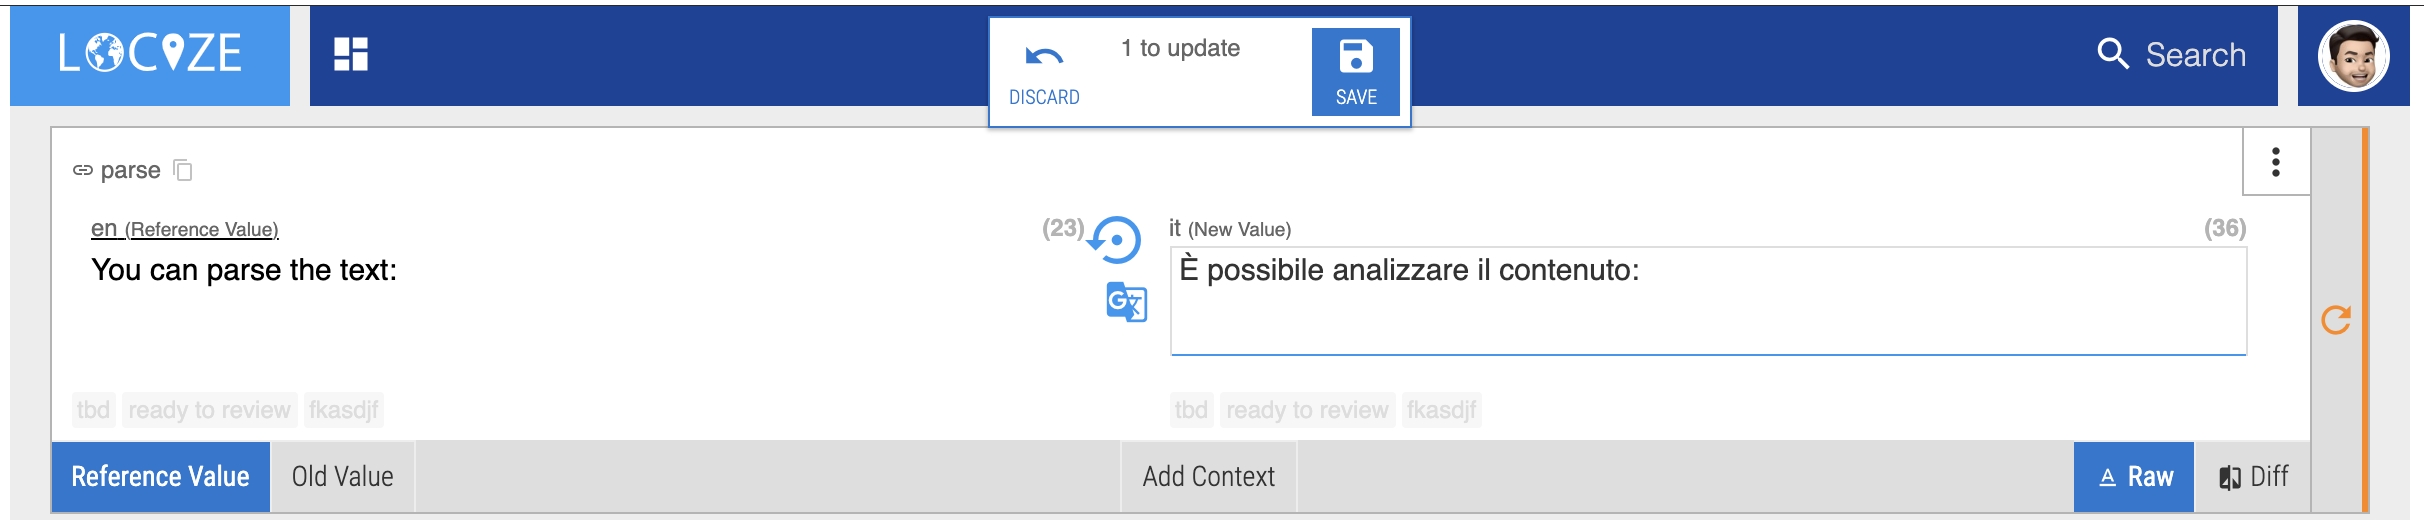 LOCIZE
DISCARD
1 to update
SAVE
Search
parse
en (Reference Value)
(23)
You can parse the text:
it (New Value)
(36)
È possibile analizzare il contenuto:
tbd ready to review fkasdjf
tbd ready to review fkasdjf
Reference Value
Old Value
Add Context
A Raw
Diff